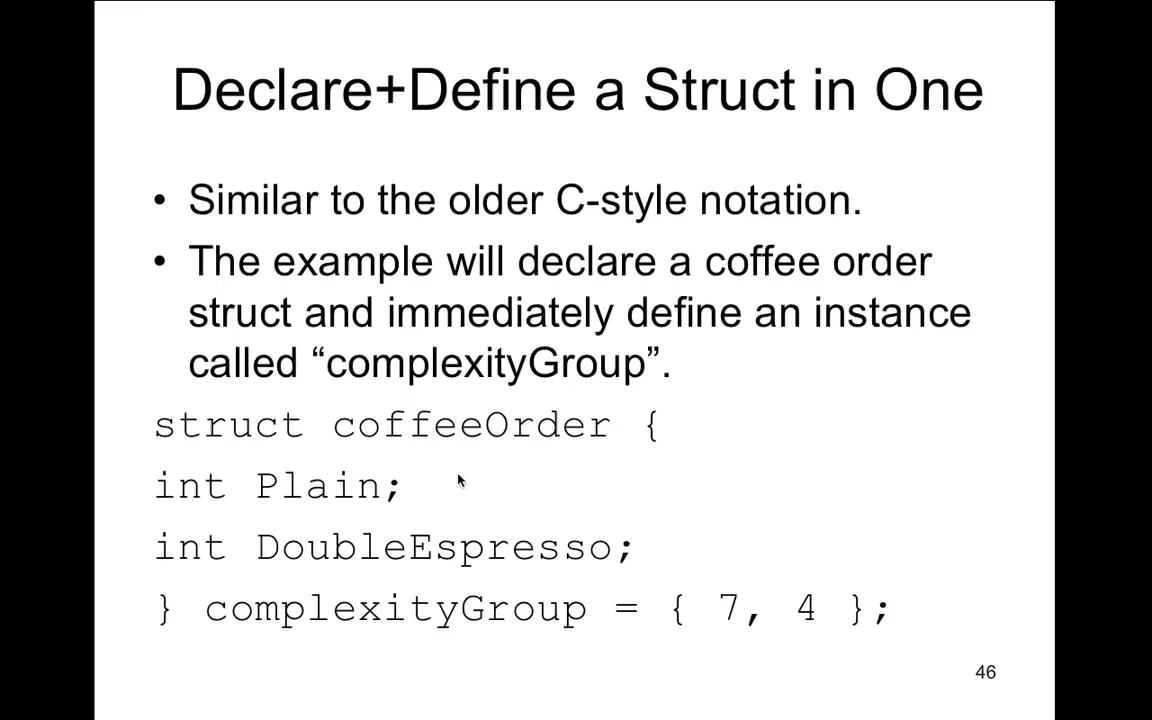 Declare+Define a Struct in One
• Similar to the older C-style notation.
• The example will declare a coffee order
struct and immediately define an instance
called “complexityGroup”.
struct coffeeOrder {
int Plain;
int DoubleEspresso;
} complexityGroup = { 7, 4 };
46